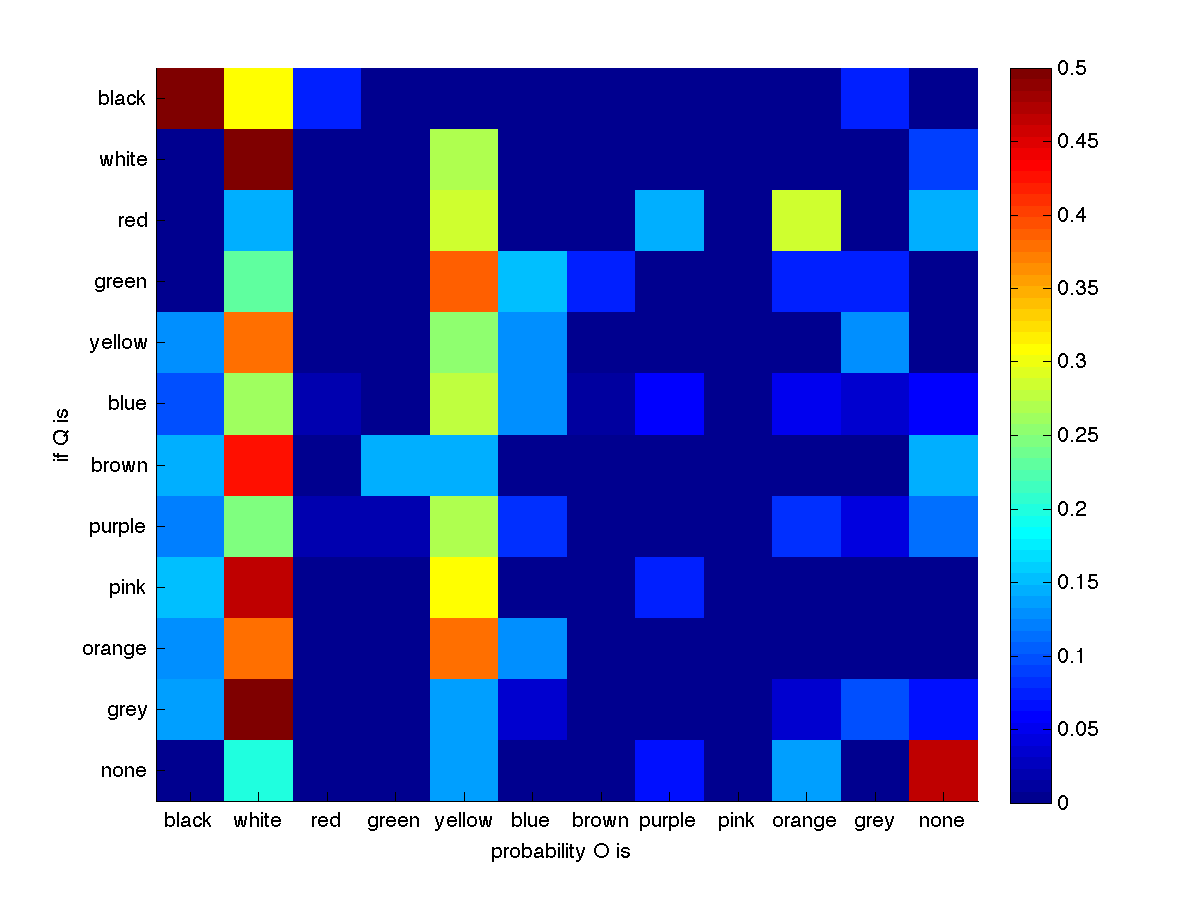 black
white
red
green
yellow
blue
brown
purple
pink
orange
grey
none
if Q is
black white red green yellow blue brown purple pink orange grey none
probability O is
0.5
0.45
0.4
0.35
0.3
0.25
0.2
0.15
0.1
0.05
0